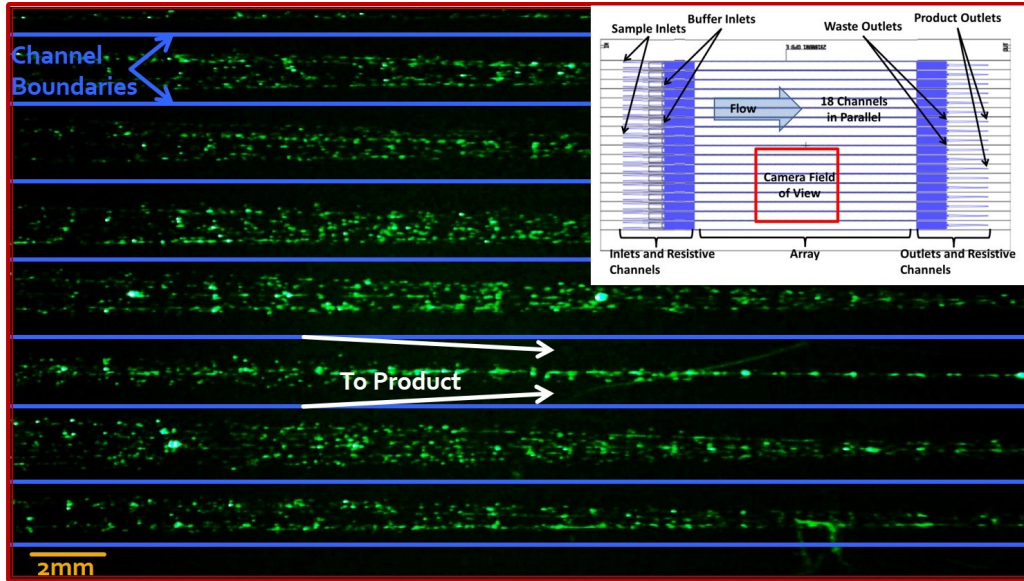 Channel
Boundaries
To Product
2mm
Sample Inlets
Buffer Inlets
Waste Outlets
Product Outlets
Flow
18 Channels
in Parallel
Camera Field
of View
Inlets and Resistive
Channels
Array
Outlets and Resistive
Channels